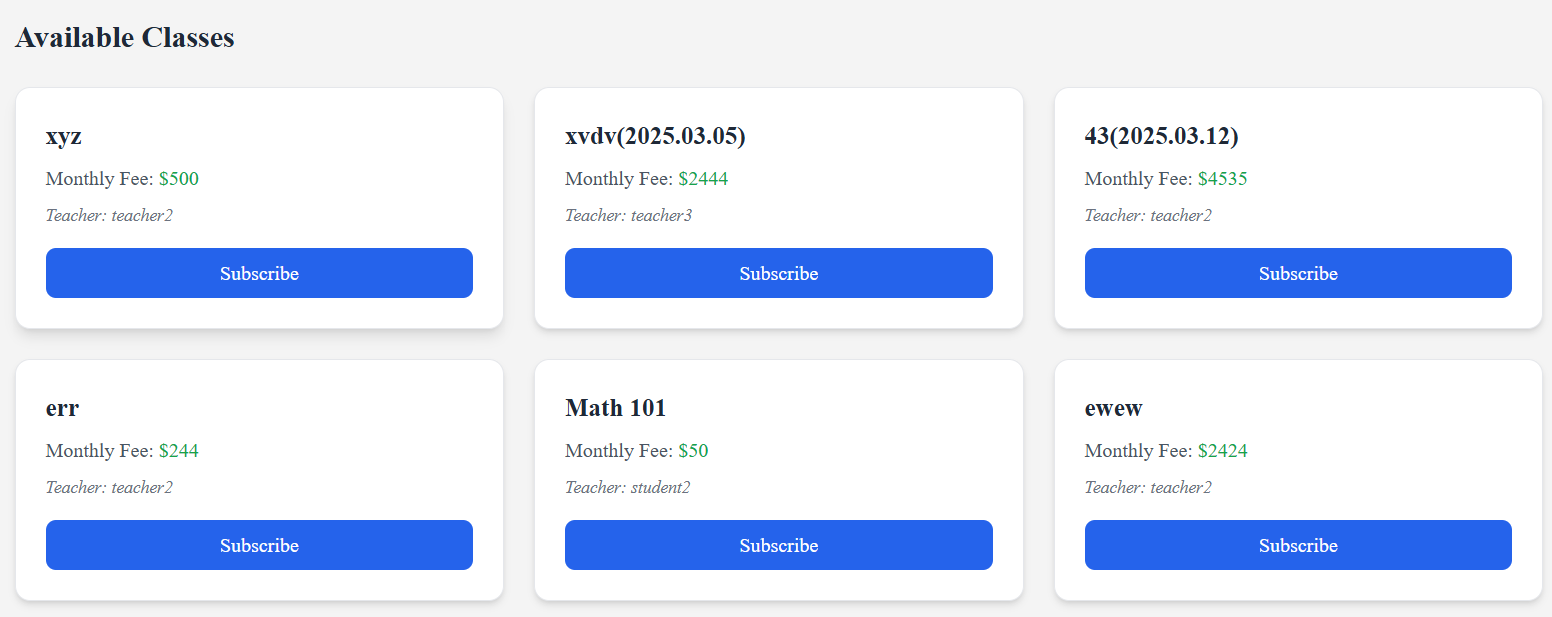 Available Classes
xyz
Monthly Fee: $500
Teacher: teacher2
Subscribe
xvdv(2025.03.05)
Monthly Fee: $2444
Teacher: teacher3
Subscribe
43(2025.03.12)
Monthly Fee: $4535
Teacher: teacher2
Subscribe
err
Monthly Fee: $244
Teacher: teacher2
Subscribe
Math 101
Monthly Fee: $50
Teacher: student2
Subscribe
ewew
Monthly Fee: $2424
Teacher: teacher2
Subscribe